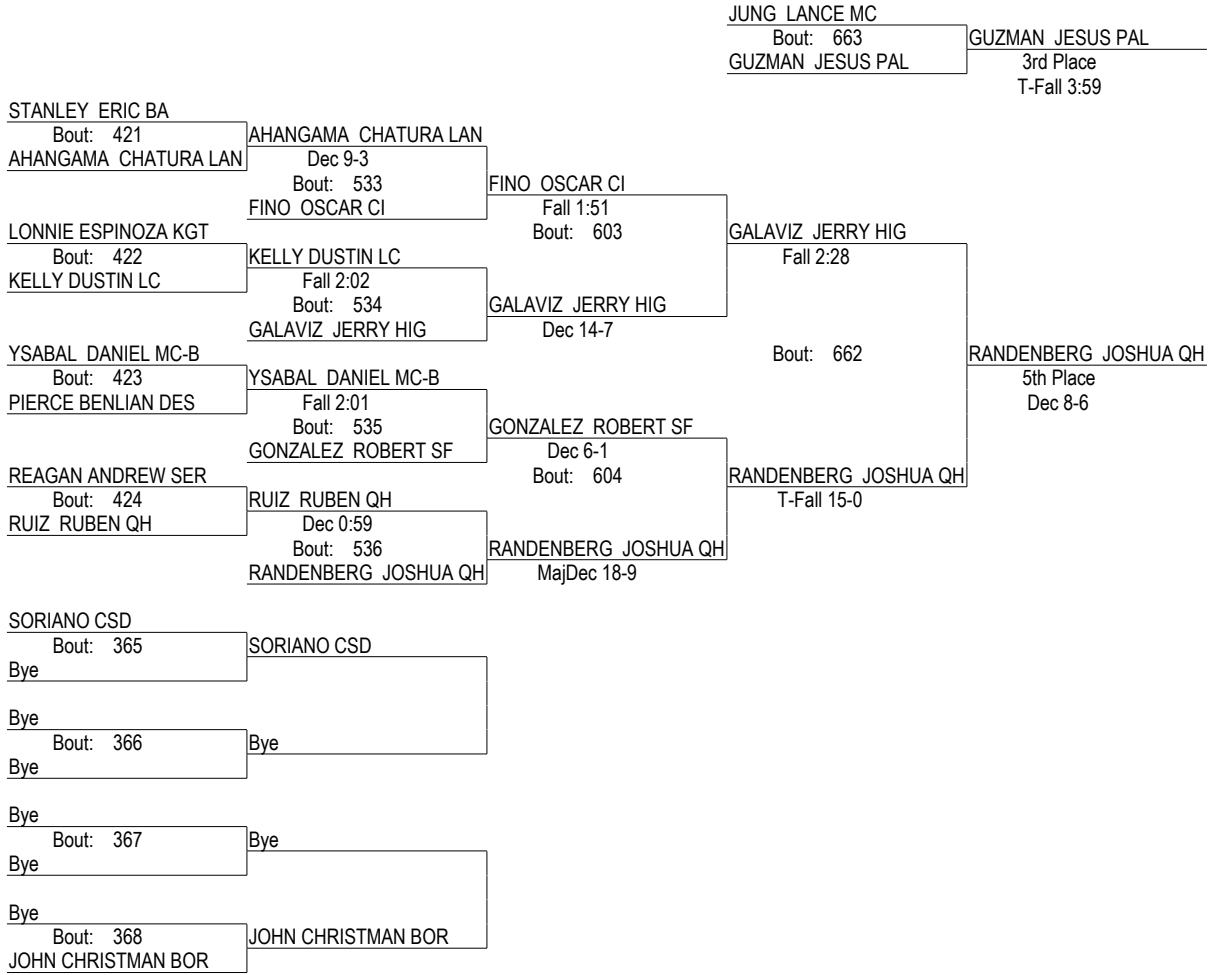 JUNG LANCE MC
Bout: 663
GUZMAN JESUS PAL
GUZMAN JESUS PAL
3rd Place
T-Fall 3:59
STANLEY ERIC BA
Bout: 421
AHANGAMA CHATURA LAN
AHANGAMA CHATURA LAN
Dec 9-3
Bout: 533
FINO OSCAR CI
FINO OSCAR CI
Fall 1:51
Bout: 603
LONNIE ESPINOZA KGT
Bout: 422
KELLY DUSTIN LC
KELLY DUSTIN LC
Fall 2:02
Bout: 534
GALAVIZ JERRY HIG
GALAVIZ JERRY HIG
Dec 14-7
GALAVIZ JERRY HIG
Fall 2:28
Bout: 662
RANDENBERG JOSHUA QH
5th Place
Dec 8-6
YSABAL DANIEL MC-B
Bout: 423
PIERCE BENLIAN DES
YSABAL DANIEL MC-B
Fall 2:01
Bout: 535
GONZALEZ ROBERT SF
GONZALEZ ROBERT SF
Dec 6-1
Bout: 604
REAGAN ANDREW SER
Bout: 424
RUIZ RUBEN QH
RUIZ RUBEN QH
Dec 0:59
Bout: 536
RANDENBERG JOSHUA QH
RANDENBERG JOSHUA QH
MajDec 18-9
RANDENBERG JOSHUA QH
T-Fall 15-0
SORIANO CSD
Bout: 365
Bye
SORIANO CSD
Bye
Bout: 366
Bye
Bye
Bye
Bout: 367
Bye
Bye
Bye
Bout: 368
JOHN CHRISTMAN BOR
JOHN CHRISTMAN BOR